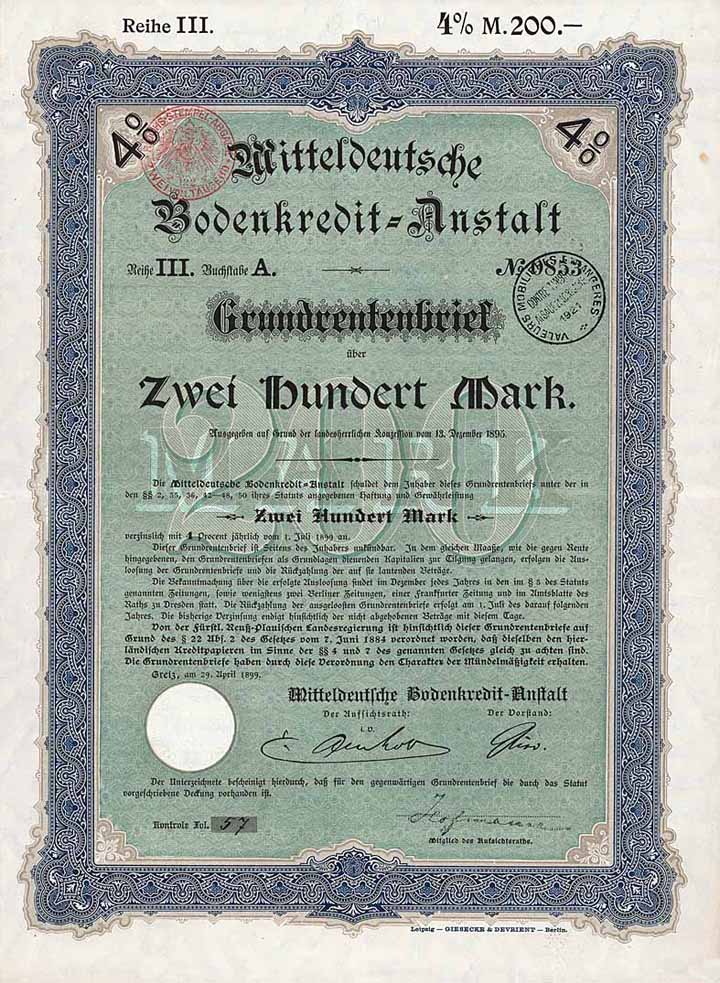 Reihe III.
4% M. 200.—
4%
4%
Mitteldeutsche
Bodenkredit-Anstalt
Reihe III. Buchstabe A.
VALEURS MOBILIÈRES ÉTRANGÈRES
1921
Grundrentenbrief
über
Zwei Hundert Mark.
200
MARK
Ausgegeben auf Grund der landesherrlichen Konzession vom 13. Dezember 1895.
Die Mitteldeutsche Bodenkredit-Anstalt schuldet dem Inhaber dieses Grundrentenbriefs unter der in
den §§ 2, 35, 36, 42—48, 50 ihres Statuts angegebenen Haftung und Gewährleistung
Zwei Hundert Mark
verzinslich mit 4 Procent jährlich vom 1. Juli 1899 an.
Dieser Grundrentenbrief ist Seitens des Inhabers unkündbar. In dem gleichen Maaße, wie die gegen Rente
hingegebenen, den Grundrentenbriefen als Grundlage dienenden Kapitalien zur Tilgung gelangen, erfolgen die Aus-
loosung der Grundrentenbriefe und die Rückzahlung der auf sie lautenden Beträge.
Die Bekanntmachung über die erfolgte Ausloosung findet im Dezember jedes Jahres in den im § 5 des Statuts
genannten Zeitungen, sowie wenigstens zwei Berliner Zeitungen, einer Frankfurter Zeitung und im Amtsblatte des
Raths zu Dresden statt. Die Rückzahlung der ausgeloosten Grundrentenbriefe erfolgt am 1. Juli des darauf folgenden
Jahres. Die bisherige Verzinsung endigt hinsichtlich der nicht abgehobenen Beträge mit diesem Tage.
Von der Fürstl. Reuß-Plauischen Landesregierung ist hinsichtlich dieser Grundrentenbriefe auf
Grund des § 22 Abs. 2 des Gesetzes vom 7. Juni 1884 verordnet worden, daß dieselben den hier-
ländischen Kreditpapieren im Sinne der §§ 4 und 7 des genannten Gesetzes gleich zu achten sind.
Die Grundrentenbriefe haben durch diese Verordnung den Charakter der Mündelmäßigkeit erhalten.
Greiz, am 29. April 1899.
Mitteldeutsche Bodenkredit-Anstalt
Der Aufsichtsrath:
Der Vorstand:
i.v.
Der Unterzeichnete bescheinigt hierdurch, daß für den gegenwärtigen Grundrentenbrief die durch das Statut
vorgeschriebene Deckung vorhanden ist.
Kontrole Fol. 57
Mitglied des Aufsichtsraths.
Leipzig — GIESECKE & DEVRIENT — Berlin.